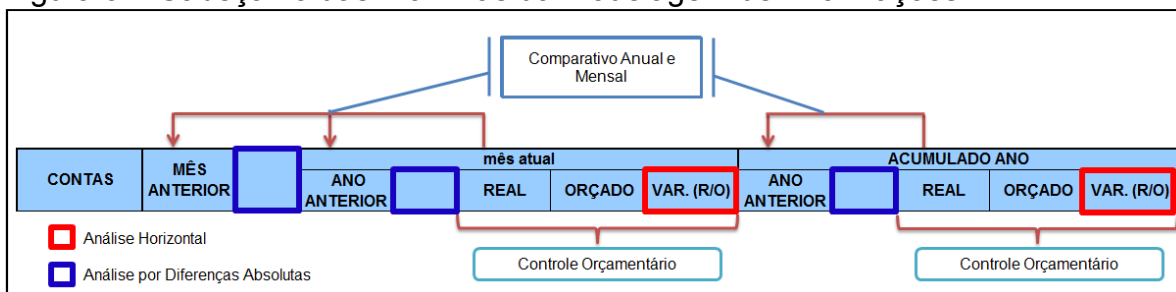 Comparativo Anual e
Mensal
CONTAS
MÊS
ANTERIOR
mês atual
ANO
ANTERIOR
REAL
ORÇADO
VAR. (R/O)
ACUMULADO ANO
ANO
ANTERIOR
REAL
ORÇADO
VAR. (R/O)
Análise Horizontal
Análise por Diferenças Absolutas
Controle Orçamentário
Controle Orçamentário